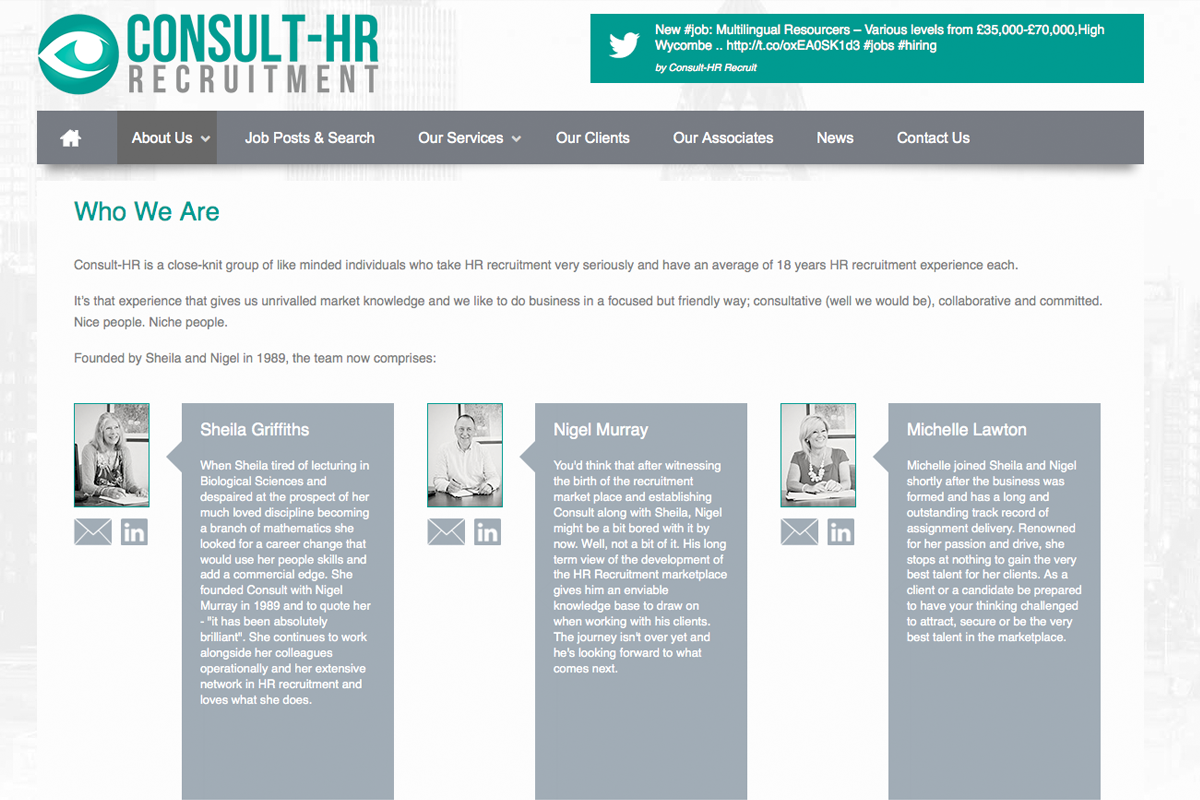 CONSULT-HR
RECRUITMENT
New #job: Multilingual Resourcers – Various levels from £35,000-£70,000,High
Wycombe .. http://t.co/oxEA0SK1d3 #jobs #hiring
by Consult-HR Recruit
About Us
Job Posts & Search
Our Services
Our Clients
Our Associates
News
Contact Us
Who We Are
Consult-HR is a close-knit group of like minded individuals who take HR recruitment very seriously and have an average of 18 years HR recruitment experience each.
It's that experience that gives us unrivalled market knowledge and we like to do business in a focused but friendly way; consultative (well we would be), collaborative and committed.
Nice people. Niche people.
Founded by Sheila and Nigel in 1989, the team now comprises:
Sheila Griffiths
When Sheila tired of lecturing in
Biological Sciences and
despaired at the prospect of her
much loved discipline becoming
a branch of mathematics she
looked for a career change that
would use her people skills and
add a commercial edge. She
founded Consult with Nigel
Murray in 1989 and to quote her
- "it has been absolutely
brilliant". She continues to work
alongside her colleagues
operationally and her extensive
network in HR recruitment and
loves what she does.
in
Nigel Murray
You'd think that after witnessing
the birth of the recruitment
market place and establishing
Consult along with Sheila, Nigel
might be a bit bored with it by
now. Well, not a bit of it. His long
term view of the development of
the HR Recruitment marketplace
gives him an enviable
knowledge base to draw on
when working with his clients.
The journey isn't over yet and
he's looking forward to what
comes next.
in
Michelle Lawton
Michelle joined Sheila and Nigel
shortly after the business was
formed and has a long and
outstanding track record of
assignment delivery. Renowned
for her passion and drive, she
stops at nothing to gain the very
best talent for her clients. As a
client or a candidate be prepared
to have your thinking challenged
to attract, secure or be the very
best talent in the marketplace.
in